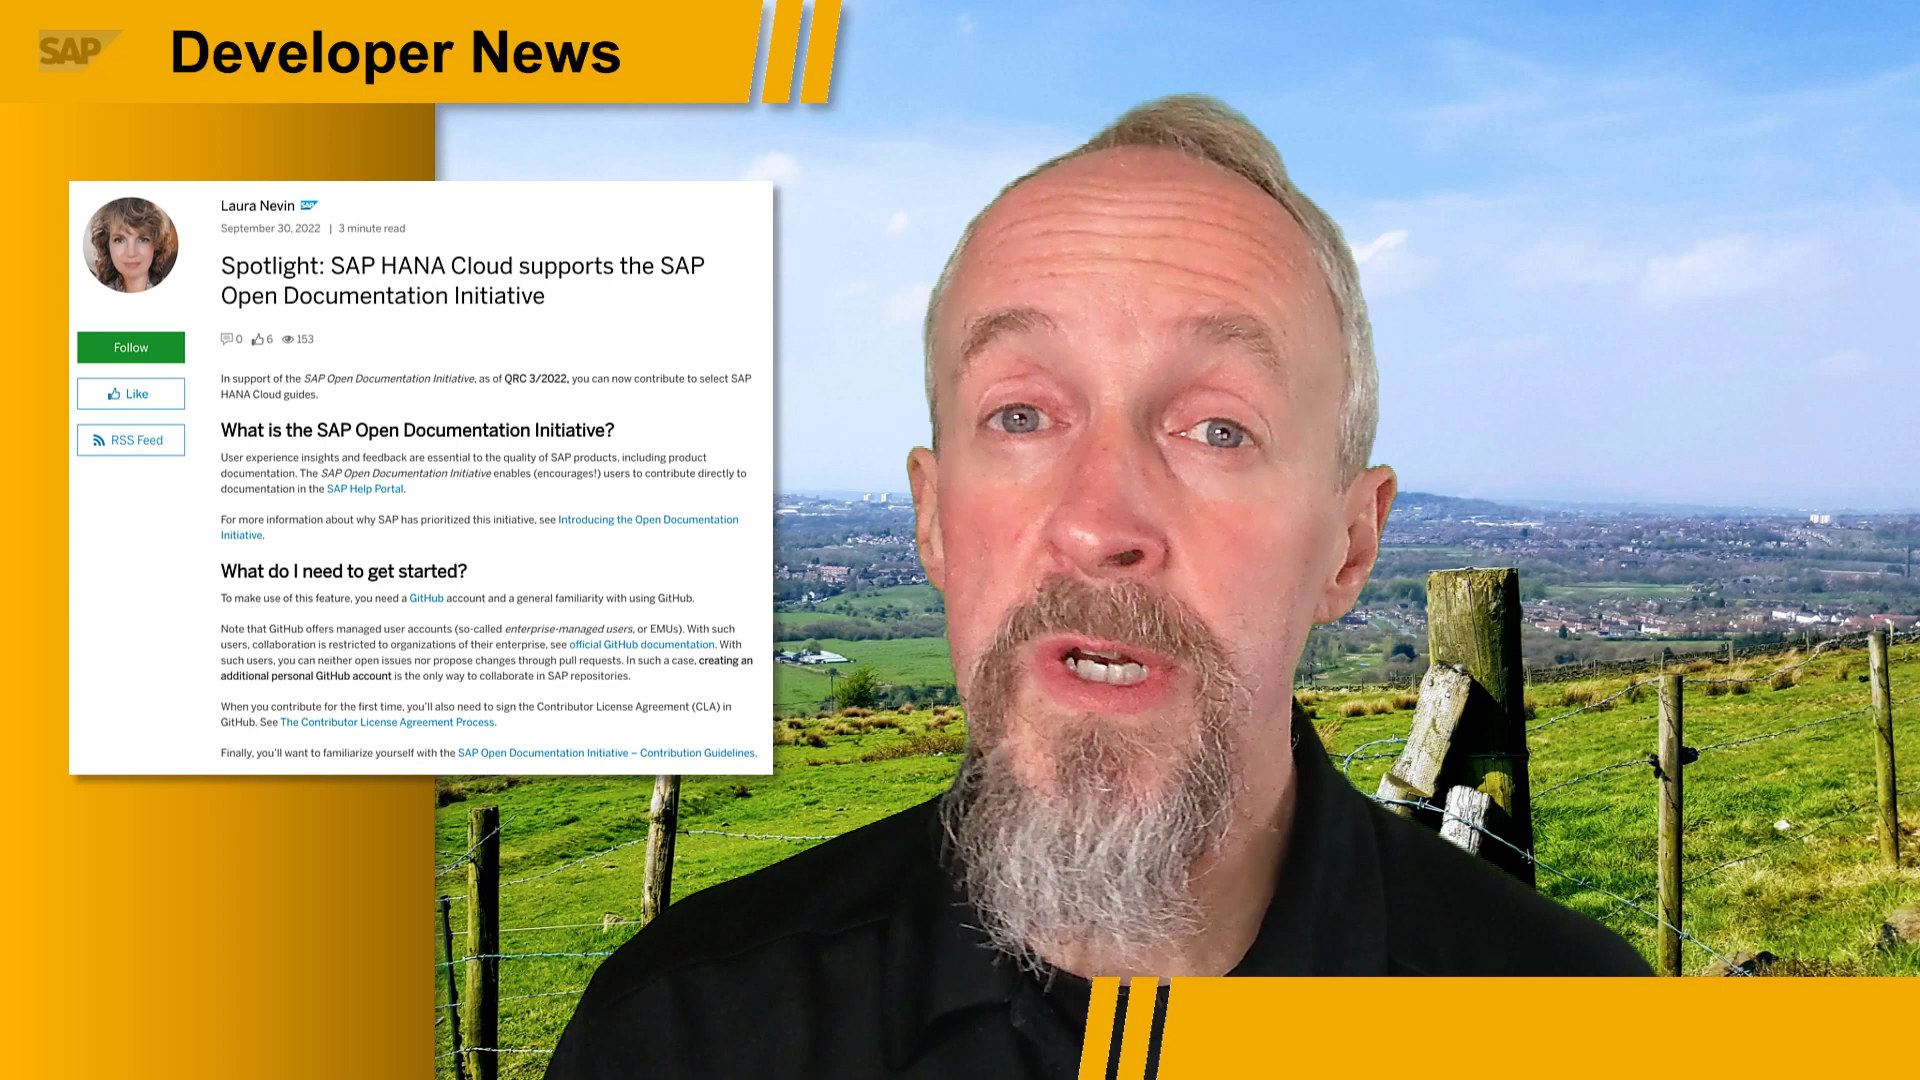 SAP
Developer News
Laura Nevin SAP
September 30, 2022 | 3 minute read
Spotlight: SAP HANA Cloud supports the SAP
Open Documentation Initiative
0 6 153
Follow
Like
RSS Feed
In support of the SAP Open Documentation Initiative, as of QRC 3/2022, you can now contribute to select SAP
HANA Cloud guides.
What is the SAP Open Documentation Initiative?
User experience insights and feedback are essential to the quality of SAP products, including product
documentation. The SAP Open Documentation Initiative enables (encourages!) users to contribute directly to
documentation in the SAP Help Portal.
For more information about why SAP has prioritized this initiative, see Introducing the Open Documentation
Initiative.
What do I need to get started?
To make use of this feature, you need a GitHub account and a general familiarity with using GitHub.
Note that GitHub offers managed user accounts (so-called enterprise-managed users, or EMUs). With such
users, collaboration is restricted to organizations of their enterprise, see official GitHub documentation. With
such users, you can neither open issues nor propose changes through pull requests. In such a case, creating an
additional personal GitHub account is the only way to collaborate in SAP repositories.
When you contribute for the first time, you'll also need to sign the Contributor License Agreement (CLA) in
GitHub. See The Contributor License Agreement Process.
Finally, you'll want to familiarize yourself with the SAP Open Documentation Initiative – Contribution Guidelines.